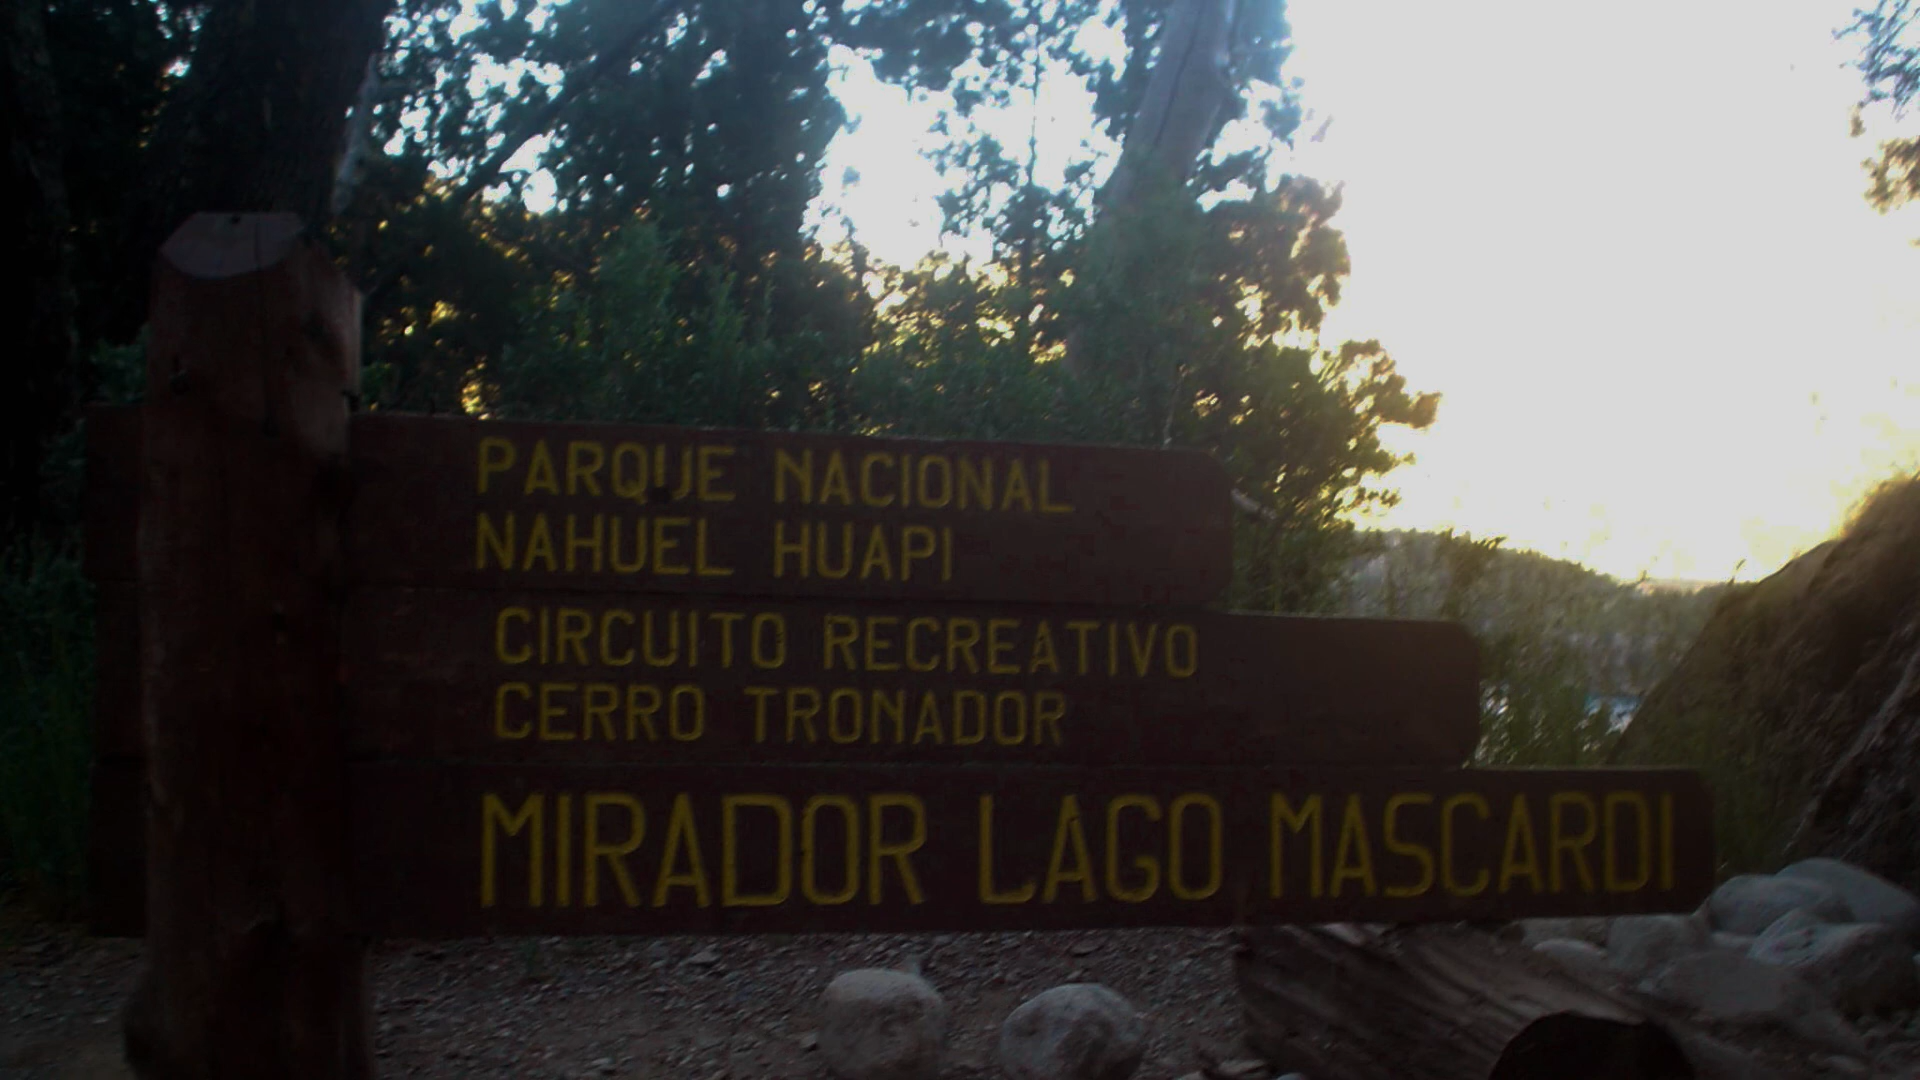 PARQUE NACIONAL
NAHUEL HUAPI
CIRCUITO RECREATIVO
CERRO TRONADOR
MIRADOR LAGO MASCARDI